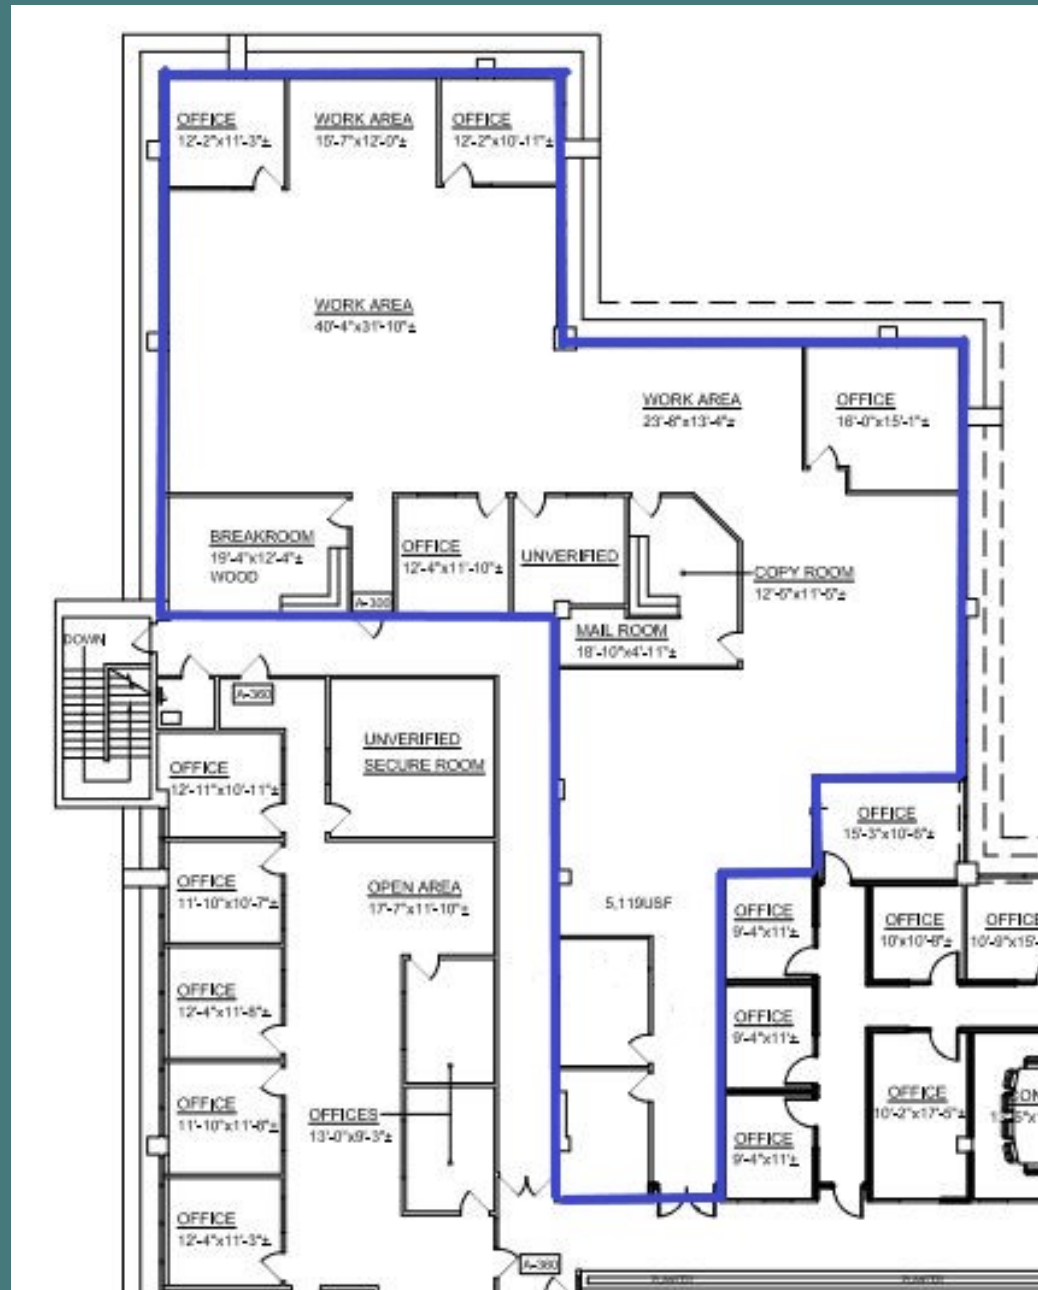 OFFICE
12'-2"x11'-3"±
WORK AREA
15'-7"x12'-0"±
OFFICE
12'-2"x10'-11"±
WORK AREA
40'-4"x31'-10"±
WORK AREA
23'-8"x13'-4"±
OFFICE
16'-0"x15'-1"±
BREAKROOM
19'-4"x12'-4"±
WOOD
OFFICE
12'-4"x11'-10"±
UNVERIFIED
COPY ROOM
12'-6"x11'-6"±
MAIL ROOM
18'-10"x4'-11"±
DOWN
A-360
UNVERIFIED
SECURE ROOM
OFFICE
12'-11"x10'-11"±
OFFICE
15'-3"x10'-6"±
OFFICE
11'-10"x10'-7"±
OPEN AREA
17'-7"x11'-10"±
5,119USF
OFFICE
9'-4"x11'±
OFFICE
10'x10'-8"±
OFFICE
10'-9"x15'-
OFFICE
12'-4"x11'-8"±
OFFICE
9'-4"x11'±
OFFICE
11'-10"x11'-8"±
OFFICES
13'-0"x9'-3"±
OFFICE
9'-4"x11'±
OFFICE
10'-2"x17'-5"±
CON
OFFICE
12'-4"x11'-3"±
A-380